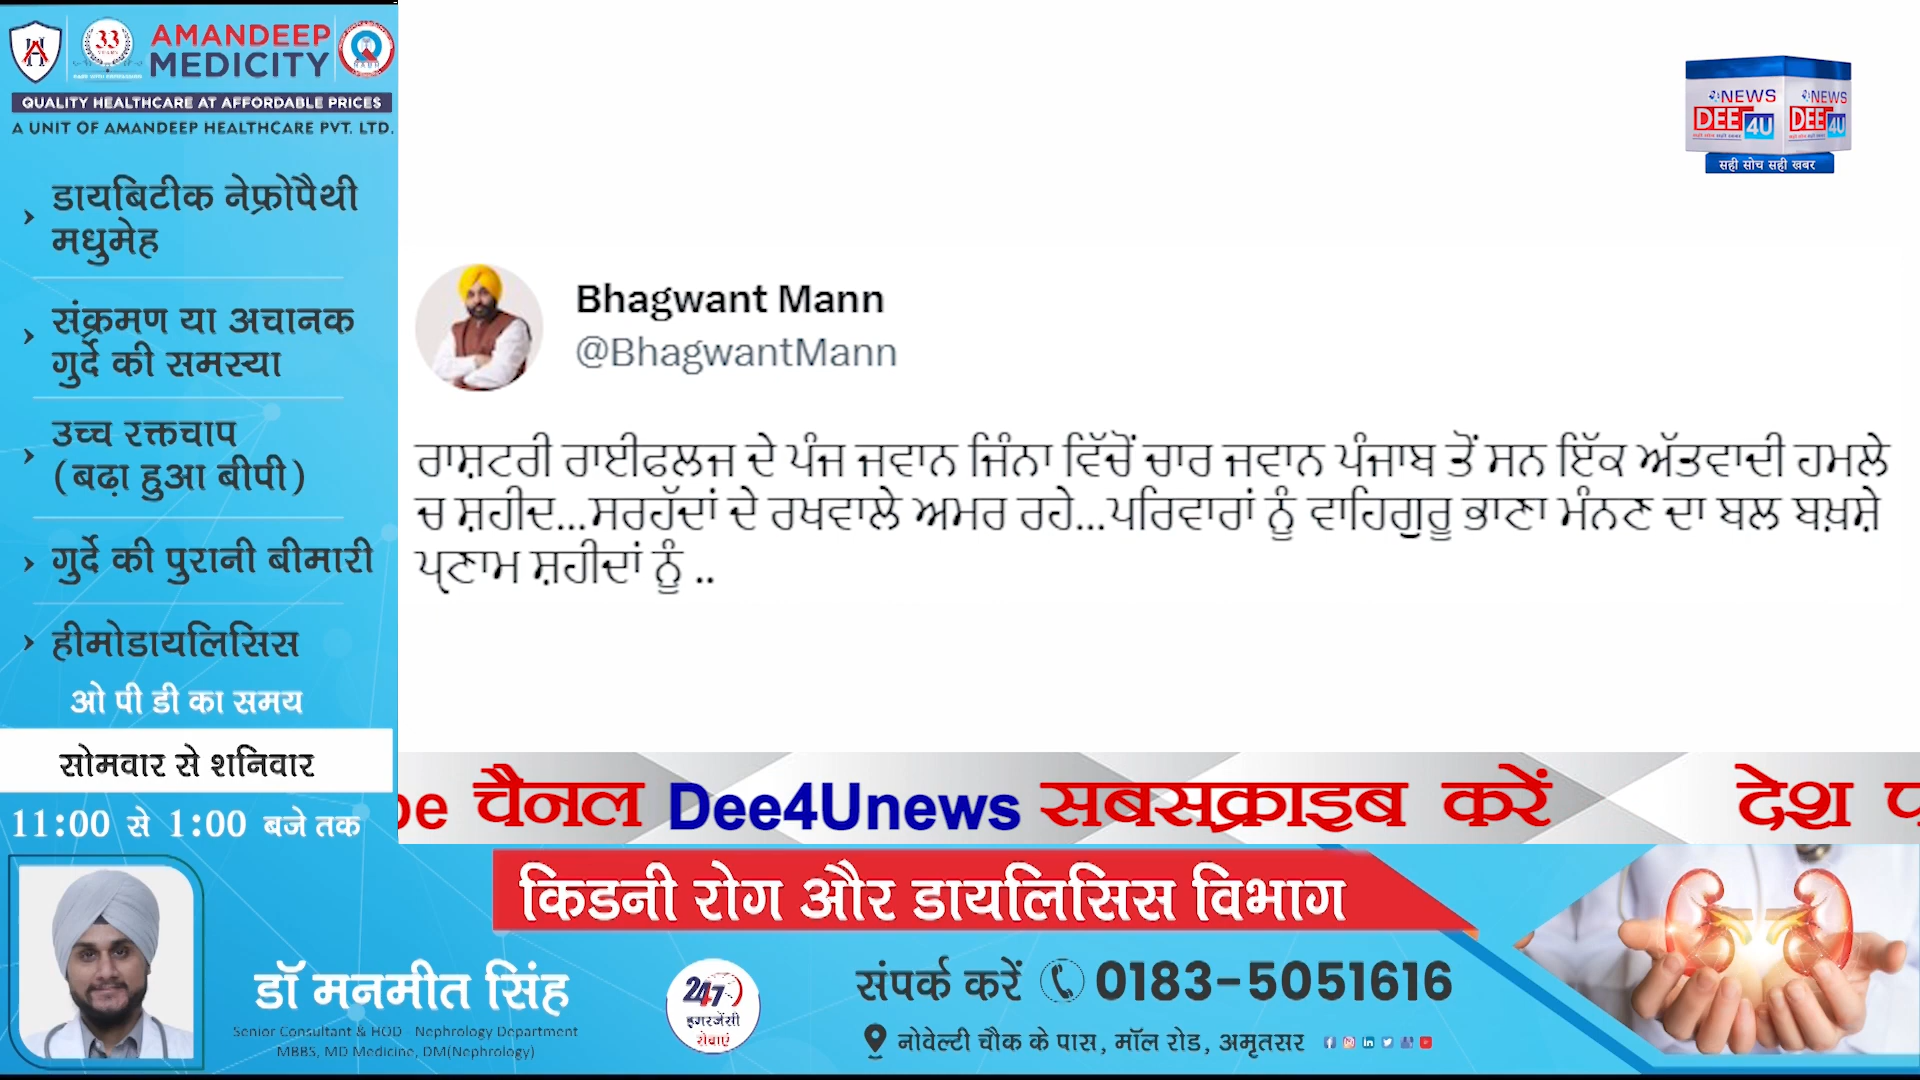 33
YEARS
AMANDEEP
MEDICITY
QUALITY HEALTHCARE AT AFFORDABLE PRICES
A UNIT OF AMANDEEP HEALTHCARE PVT. LTD.
डायबिटीक नेफ्रोपैथी
मधुमेह
संक्रमण या अचानक
गुर्दे की समस्या
उच्च रक्तचाप
(बढ़ा हुआ बीपी)
गुर्दे की पुरानी बीमारी
हीमोडायलिसिस
ओ पी डी का समय
सोमवार से शनिवार
11:00 से 1:00 बजे तक
NEWS
DEE 4U
NEWS
DEE 4U
सही सोच सही खबर
Bhagwant Mann
@BhagwantMann
ਰਾਸ਼ਟਰੀ ਰਾਈਫਲਜ ਦੇ ਪੰਜ ਜਵਾਨ ਜਿੰਨਾ ਵਿੱਚੋਂ ਚਾਰ ਜਵਾਨ ਪੰਜਾਬ ਤੋਂ ਸਨ ਇੱਕ ਅੱਤਵਾਦੀ ਹਮਲੇ
ਚ ਸ਼ਹੀਦ...ਸਰਹੱਦਾਂ ਦੇ ਰਖਵਾਲੇ ਅਮਰ ਰਹੇ...ਪਰਿਵਾਰਾਂ ਨੂੰ ਵਾਹਿਗੁਰੂ ਭਾਣਾ ਮੰਨਣ ਦਾ ਬਲ ਬਖ਼ਸ਼ੇ
ਪ੍ਰਣਾਮ ਸ਼ਹੀਦਾਂ ਨੂੰ ..
be चैनल Dee4Unews सबसक्राइब करें देश प
किडनी रोग और डायलिसिस विभाग
डॉ मनमीत सिंह
Senior Consultant & HOD - Nephrology Department
MBBS, MD Medicine, DM(Nephrology)
24x7
इमरजेंसी
सेवाएं
संपर्क करें 0183-5051616
नोवेल्टी चौक के पास, मॉल रोड, अमृतसर